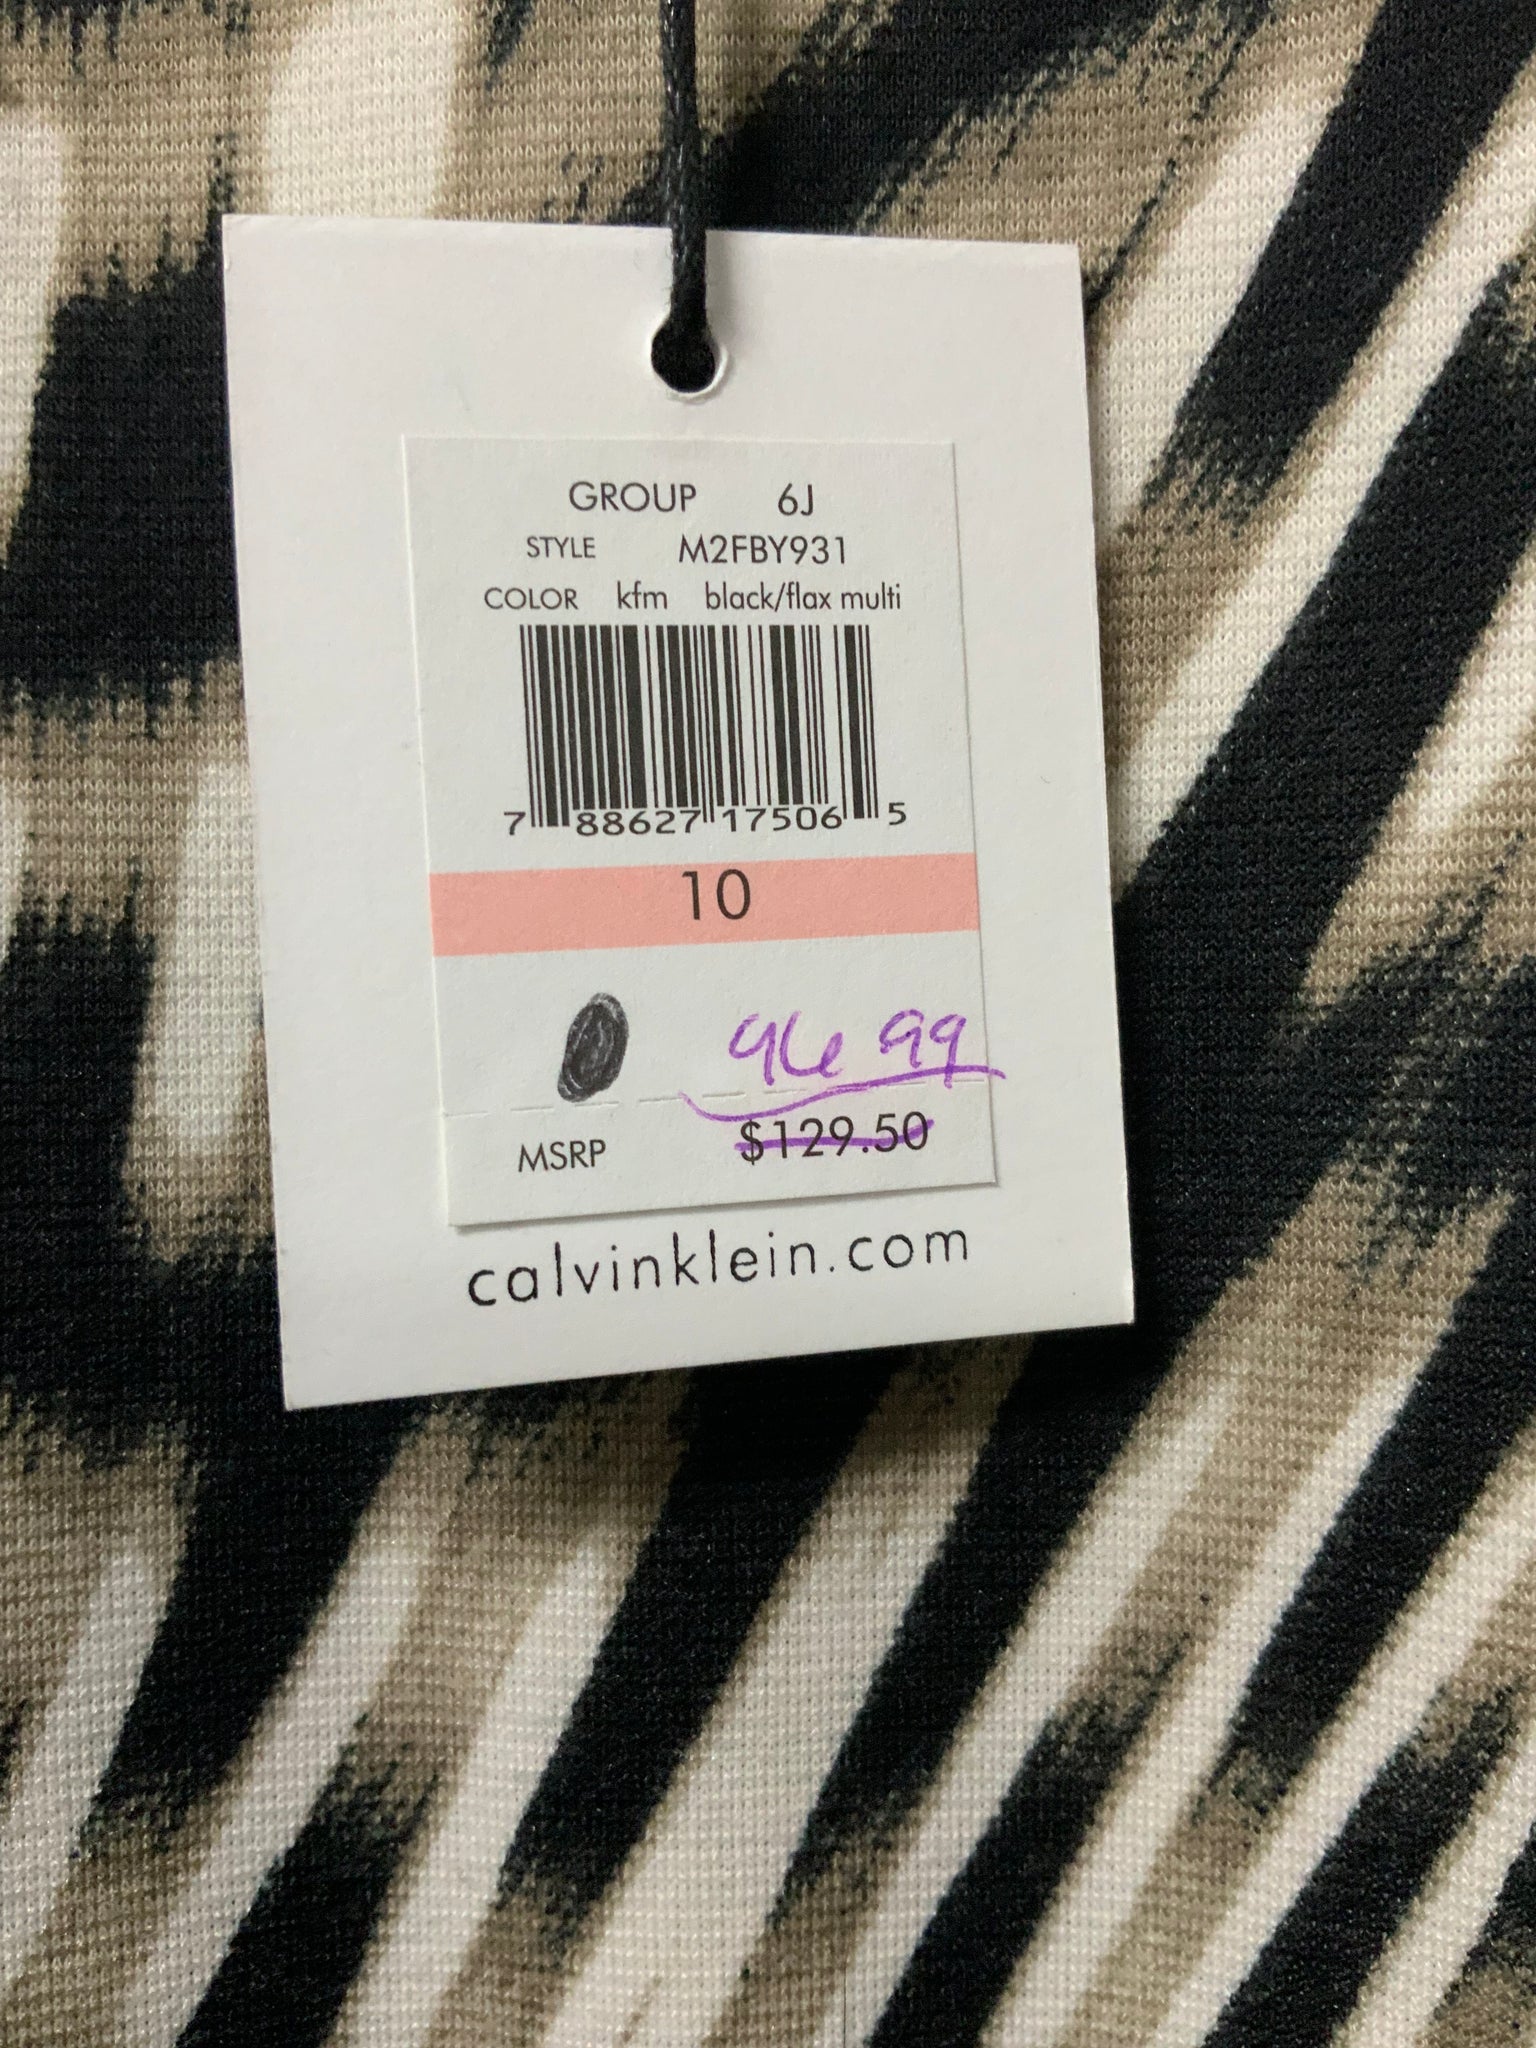 GROUP 6J
STYLE M2FBY931
COLOR kfm black/flax multi
7 88627 17506 5
10
96 99
MSRP $129.50
calvinklein.com